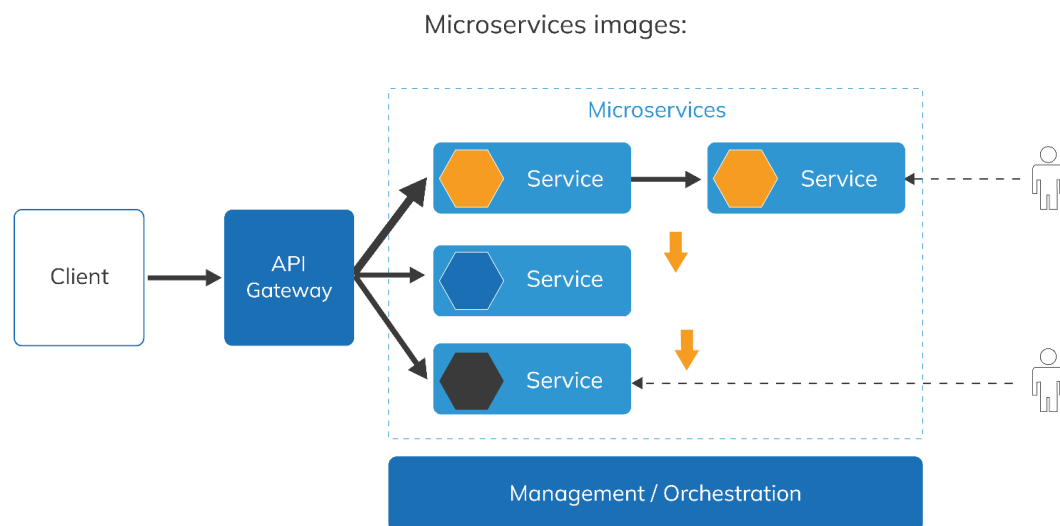 Microservices images:
Microservices
Service
Service
Client
API
Gateway
Service
Service
Management / Orchestration